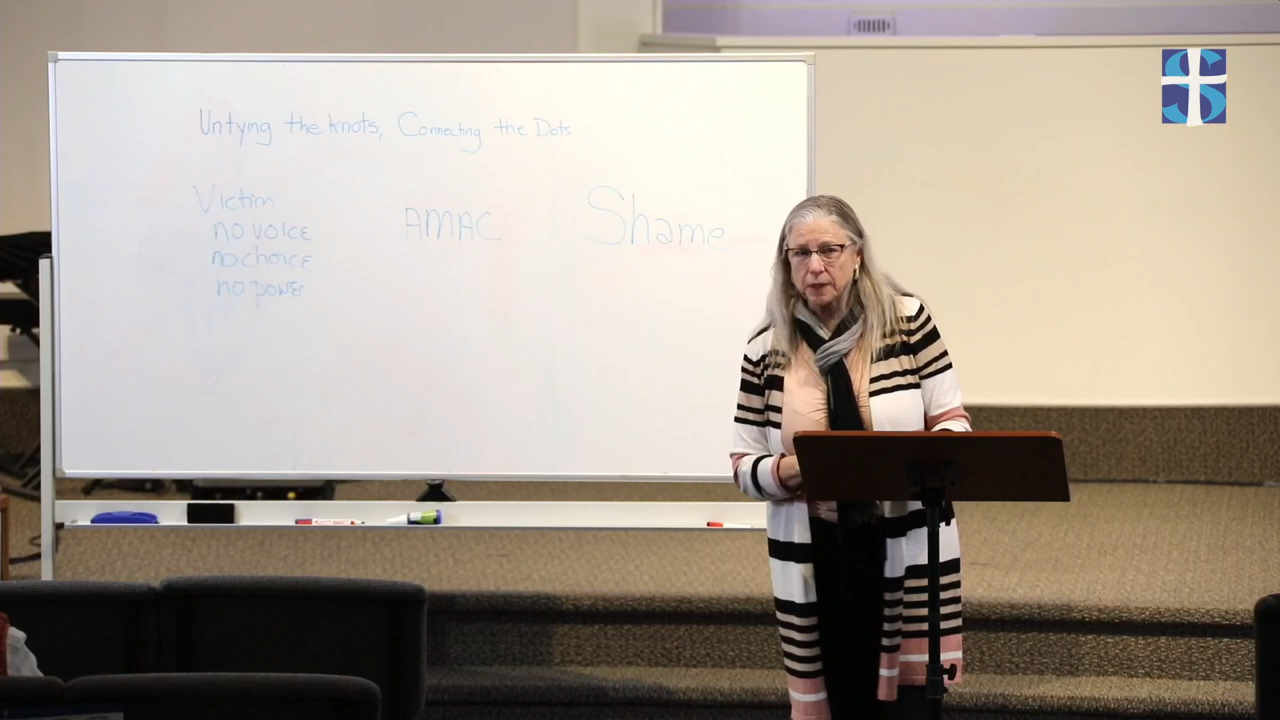 Untying the knots, Connecting the Dots
Victim
no voice
no choice
no power
AMAC
Shame